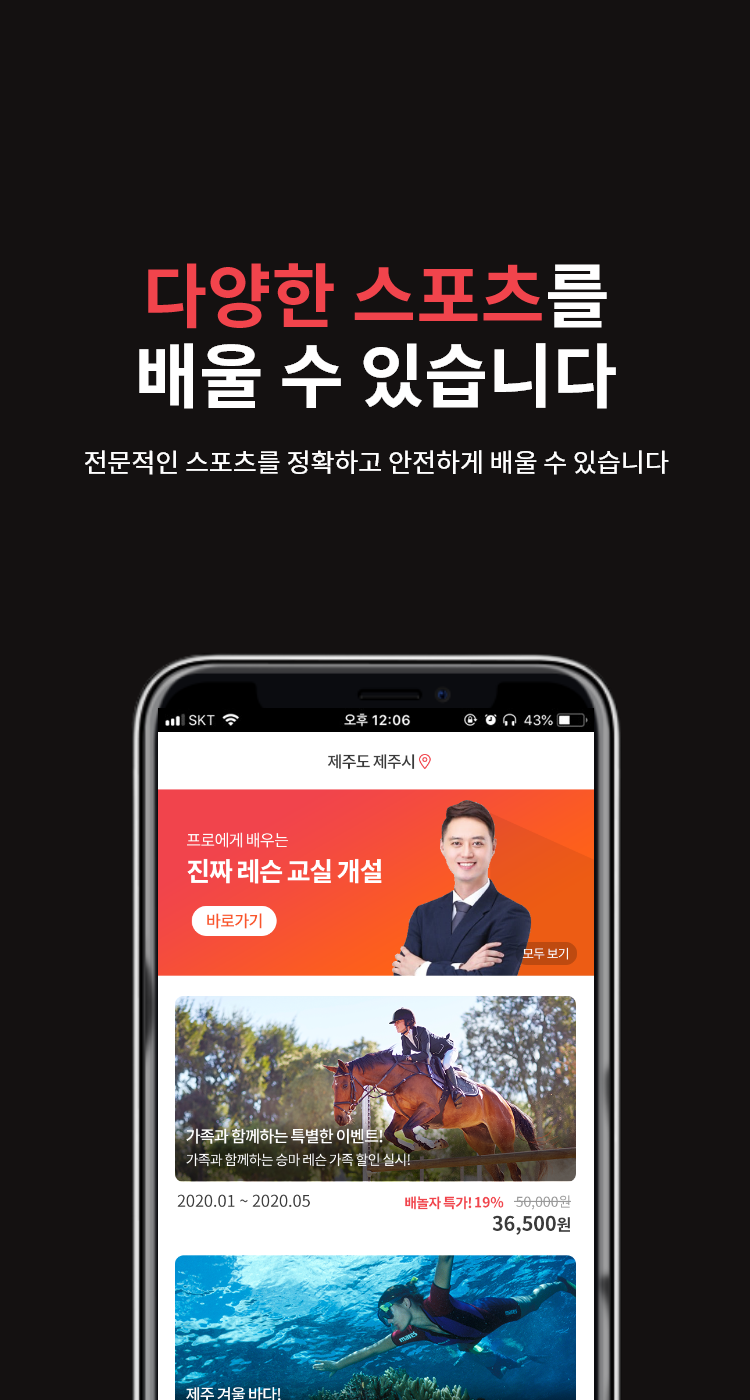 다양한 스포츠를
배울 수 있습니다
전문적인 스포츠를 정확하고 안전하게 배울 수 있습니다
SKT 오후 12:06 43%
제주도 제주시
프로에게 배우는
진짜 레슨 교실 개설
바로가기
모두 보기
가족과 함께하는 특별한 이벤트!
가족과 함께하는 승마 레슨 가족 할인 실시!
2020.01 ~ 2020.05 배놀자 특가! 19% 50,000원
36,500원
mares
제주 겨울 바다!